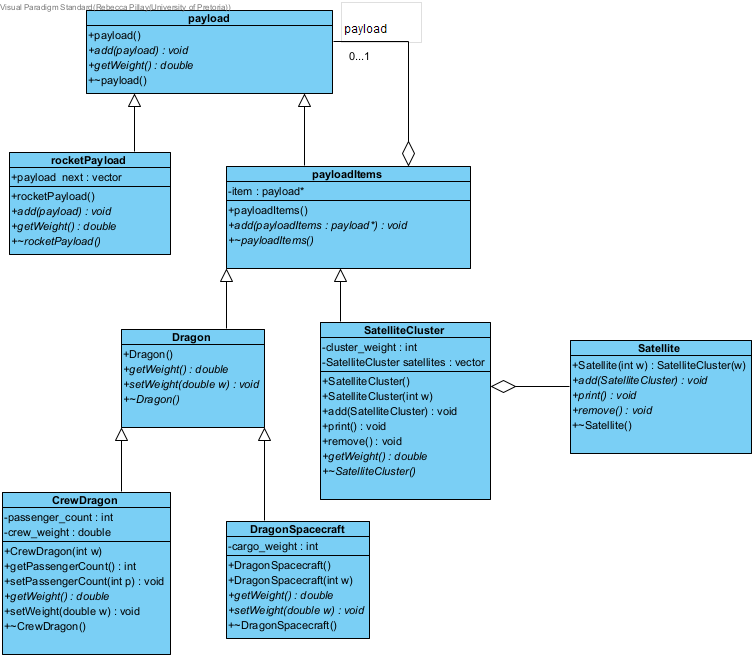 Visual Paradigm Standard(Rebecca Pillay(University of Pretoria))
payload
+payload()
+add(payload) : void
+getWeight() : double
+~payload()
payload
0...1
rocketPayload
+payload next : vector
+rocketPayload()
+add(payload) : void
+getWeight() : double
+~rocketPayload()
payloadItems
-item : payload*
+payloadItems()
+add(payloadItems : payload*) : void
+~payloadItems()
Dragon
+Dragon()
+getWeight() : double
+setWeight(double w) : void
+~Dragon()
SatelliteCluster
-cluster_weight : int
-SatelliteCluster satellites : vector
+SatelliteCluster()
+SatelliteCluster(int w)
+add(SatelliteCluster) : void
+print() : void
+remove() : void
+getWeight() : double
+~SatelliteCluster()
Satellite
+Satellite(int w) : SatelliteCluster(w)
+add(SatelliteCluster) : void
+print() : void
+remove() : void
+~Satellite()
CrewDragon
-passenger_count : int
-crew_weight : double
+CrewDragon(int w)
+getPassengerCount() : int
+setPassengerCount(int p) : void
+getWeight() : double
+setWeight(double w) : void
+~CrewDragon()
DragonSpacecraft
-cargo_weight : int
+DragonSpacecraft()
+DragonSpacecraft(int w)
+getWeight() : double
+setWeight(double w) : void
+~DragonSpacecraft()